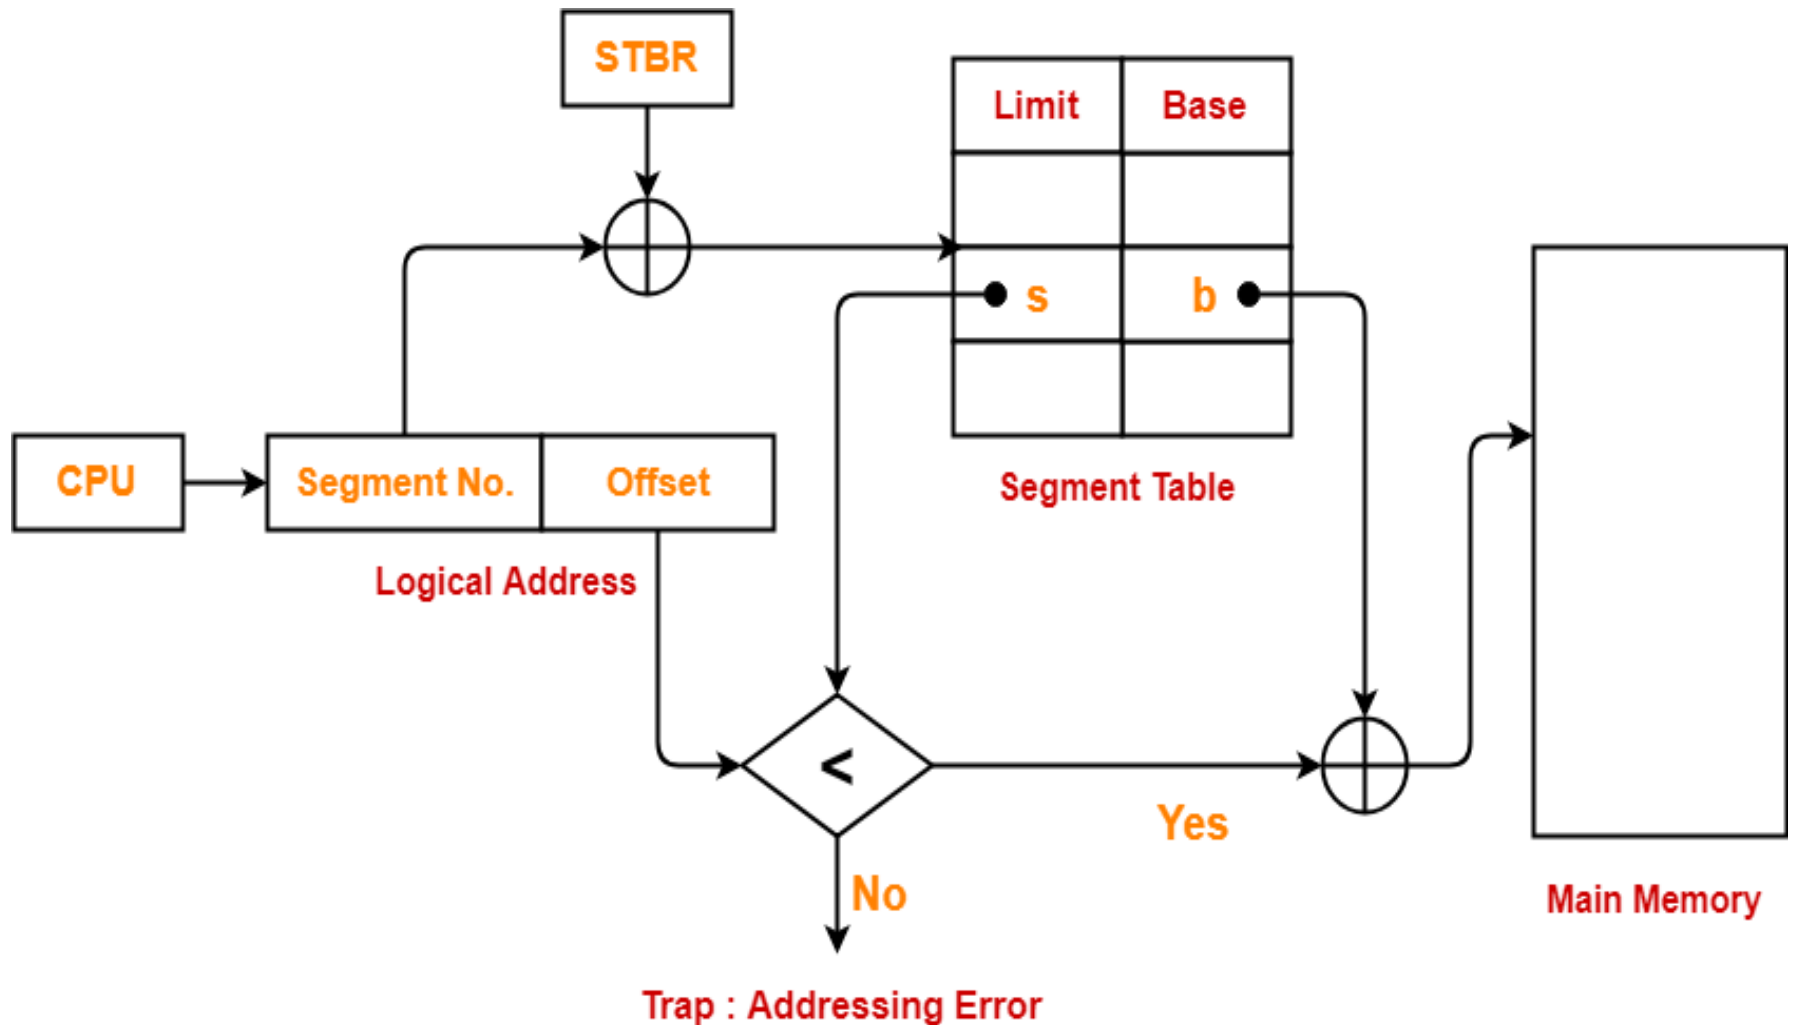 STBR
Limit
Base
s
b
CPU
Segment No.
Offset
Segment Table
Logical Address
<
Yes
No
Main Memory
Trap : Addressing Error